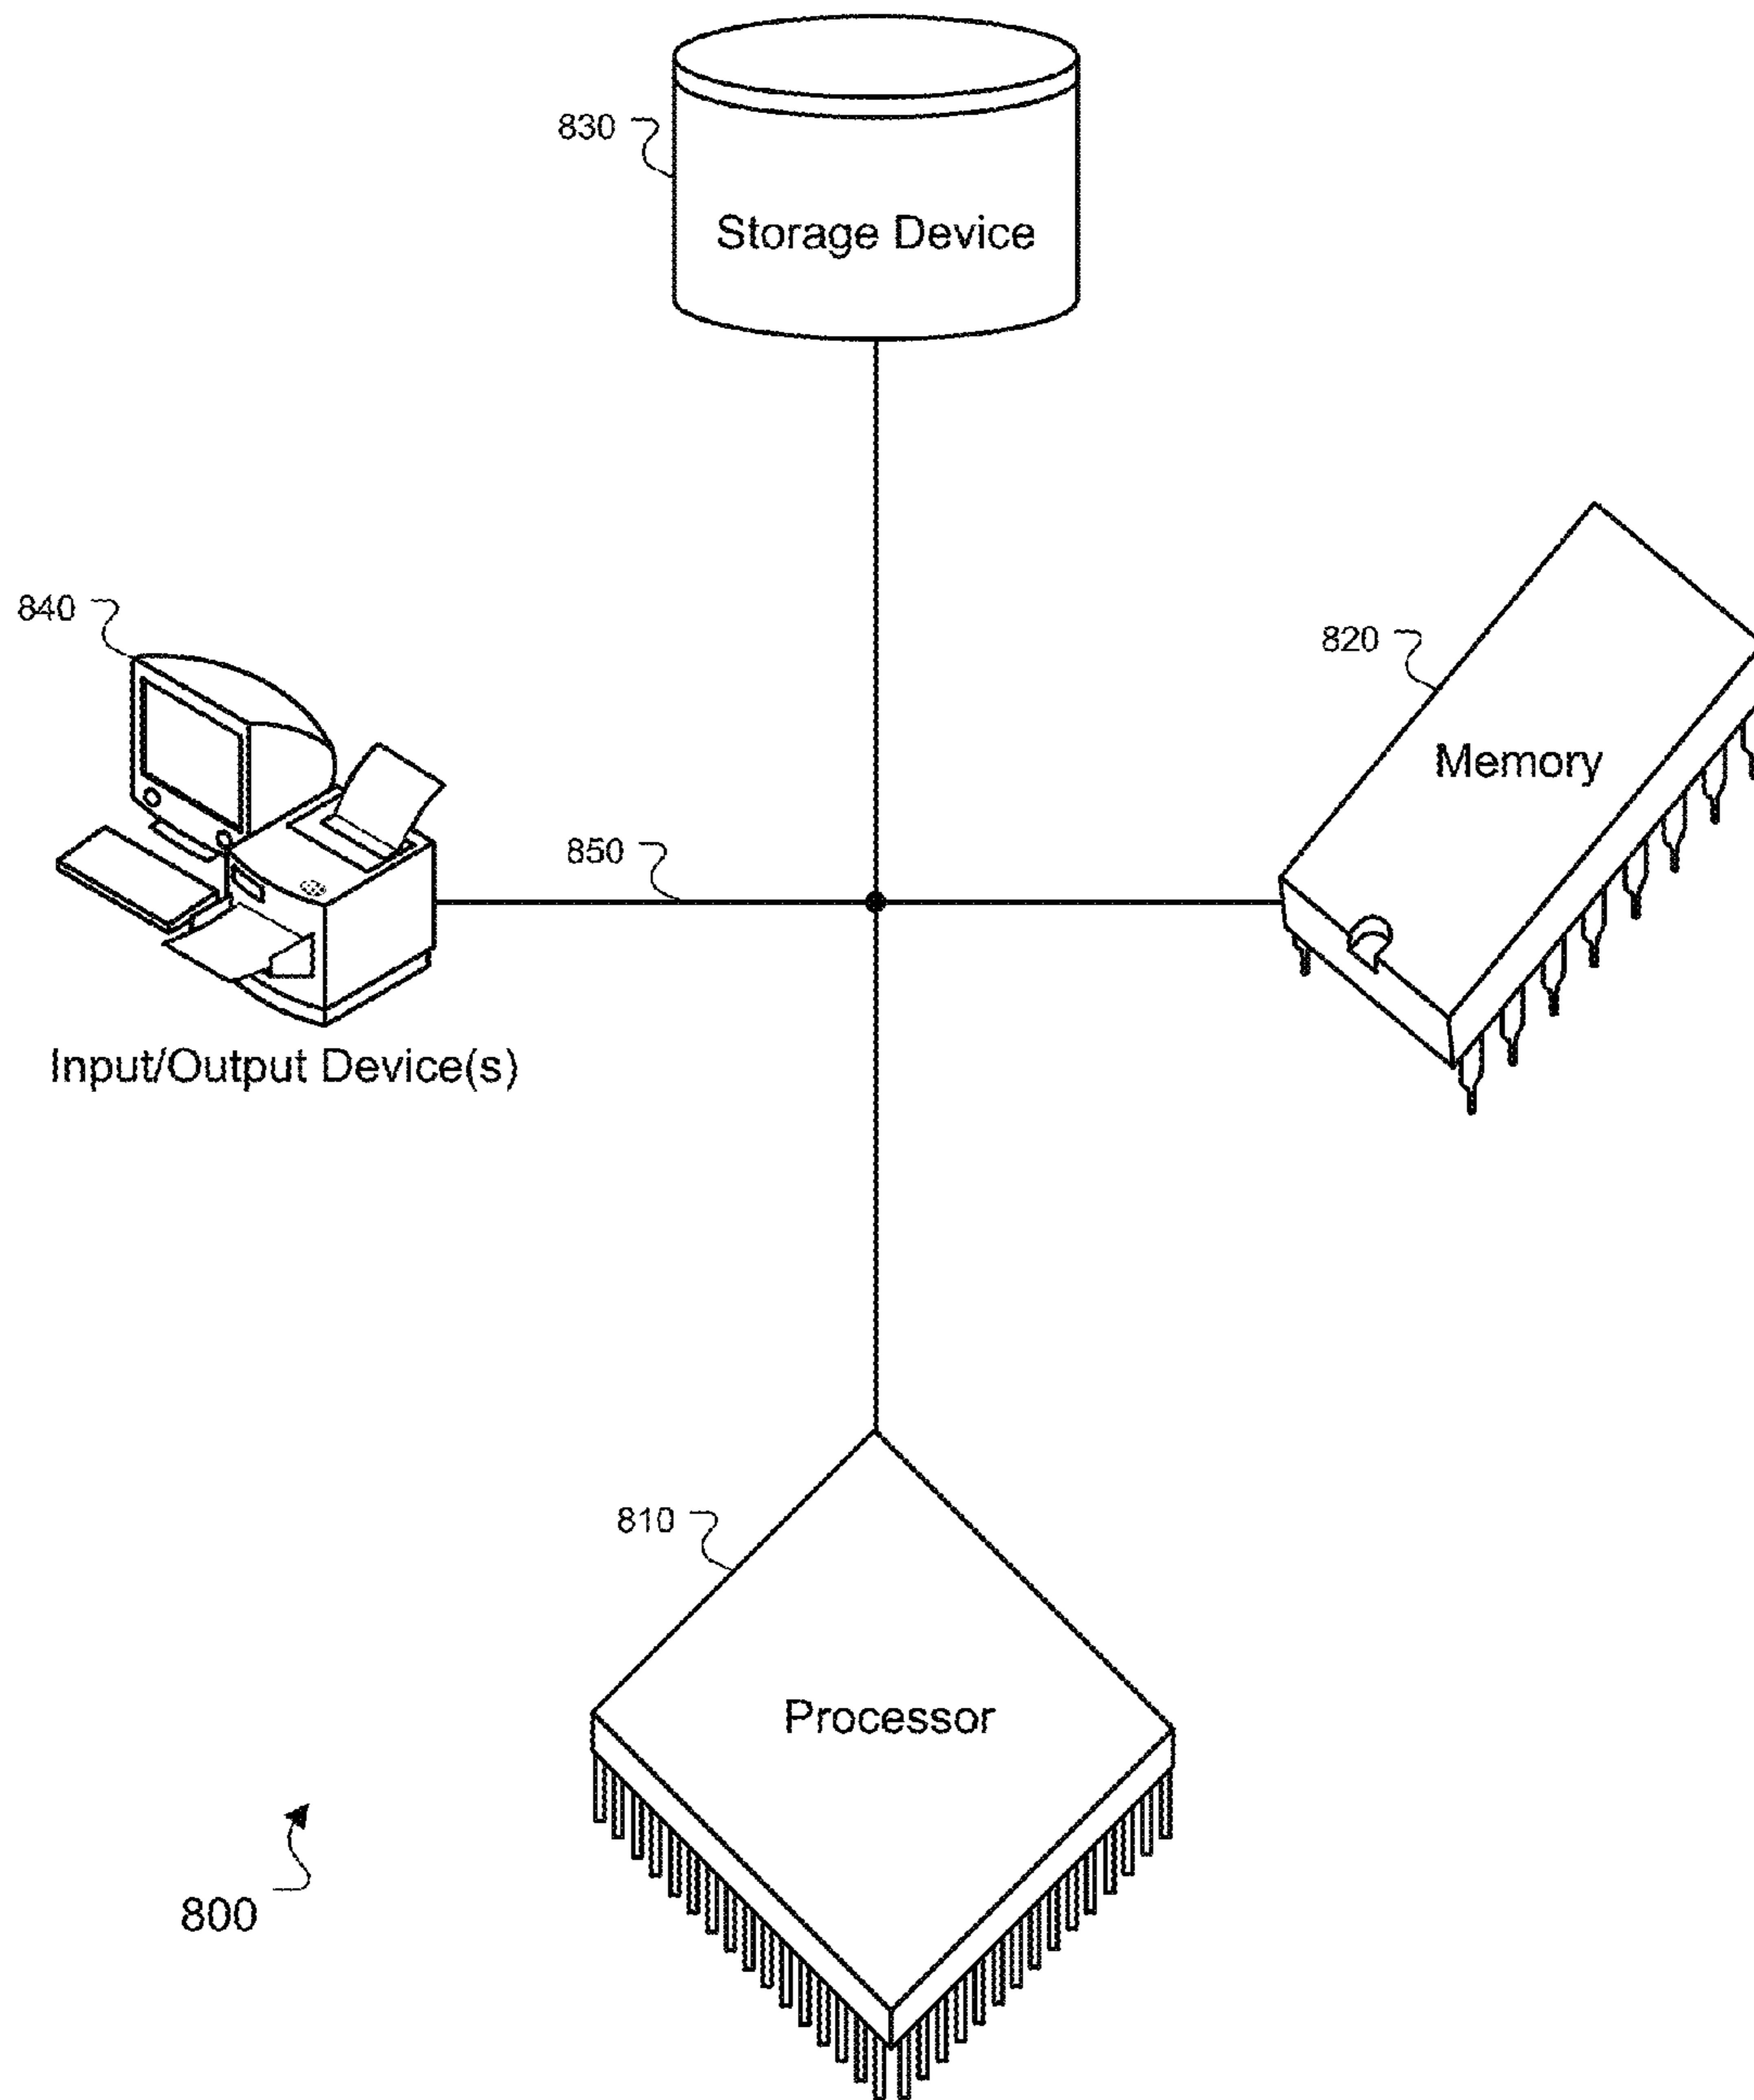 830
Storage Device
840
820
Memory
850
Input/Output Device(s)
810
Processor
800